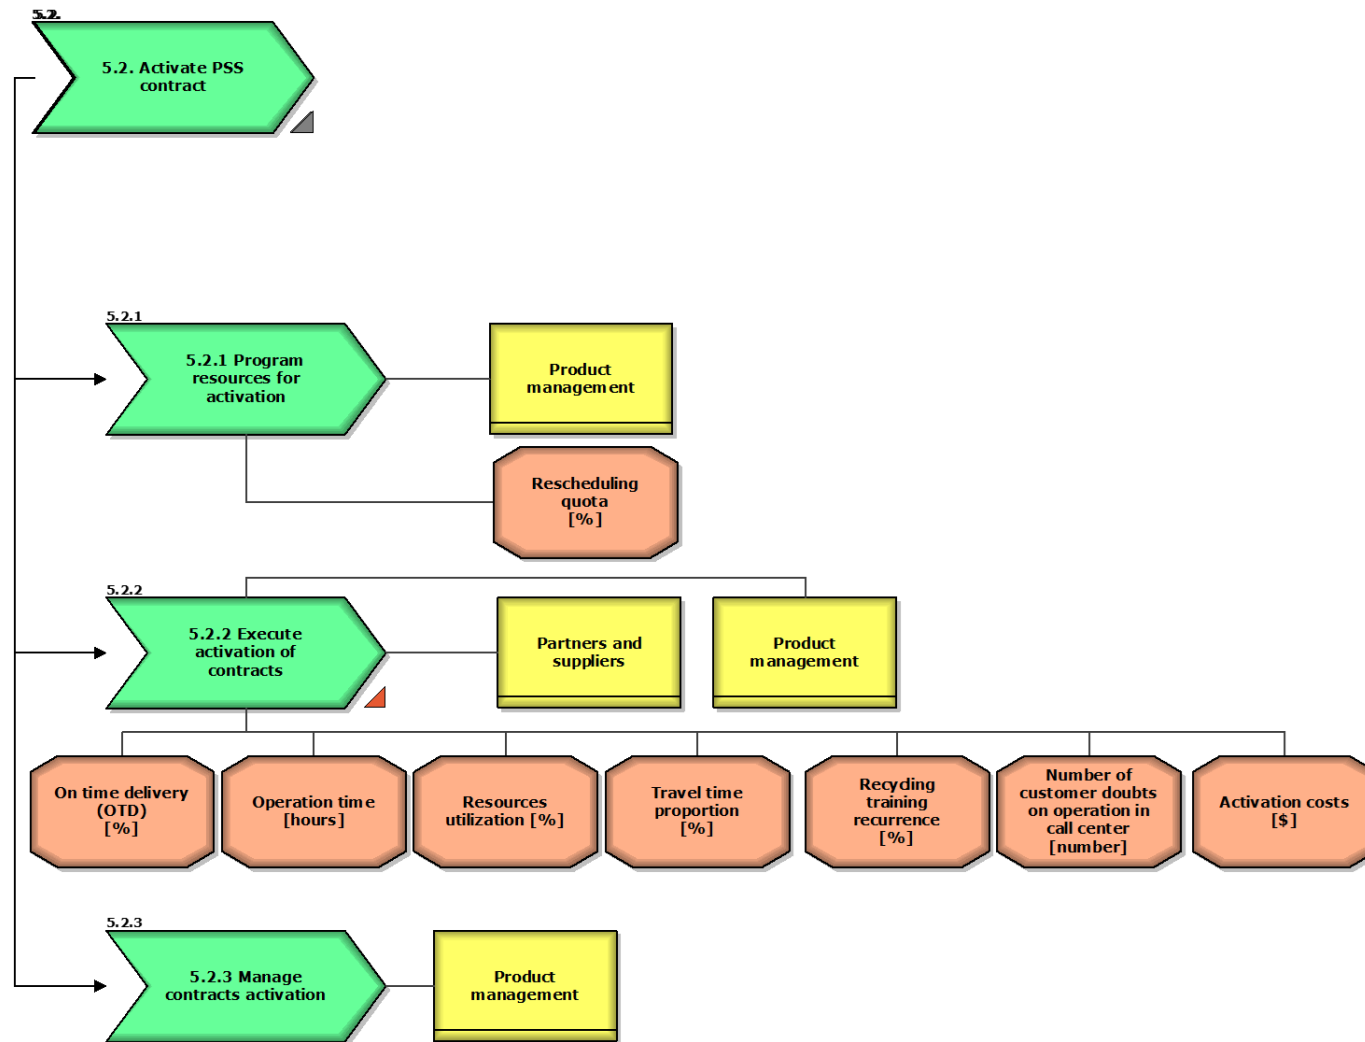 5.2.
5.2. Activate PSS
contract
5.2.1
5.2.1 Program
resources for
activation
Product
management
Rescheduling
quota
[%]
5.2.2
5.2.2 Execute
activation of
contracts
Partners and
suppliers
Product
management
On time delivery
(OTD)
[%]
Operation time
[hours]
Resources
utilization [%]
Travel time
proportion
[%]
Recycling
training
recurrence
[%]
Number of
customer doubts
on operation in
call center
[number]
Activation costs
[$]
5.2.3
5.2.3 Manage
contracts activation
Product
management